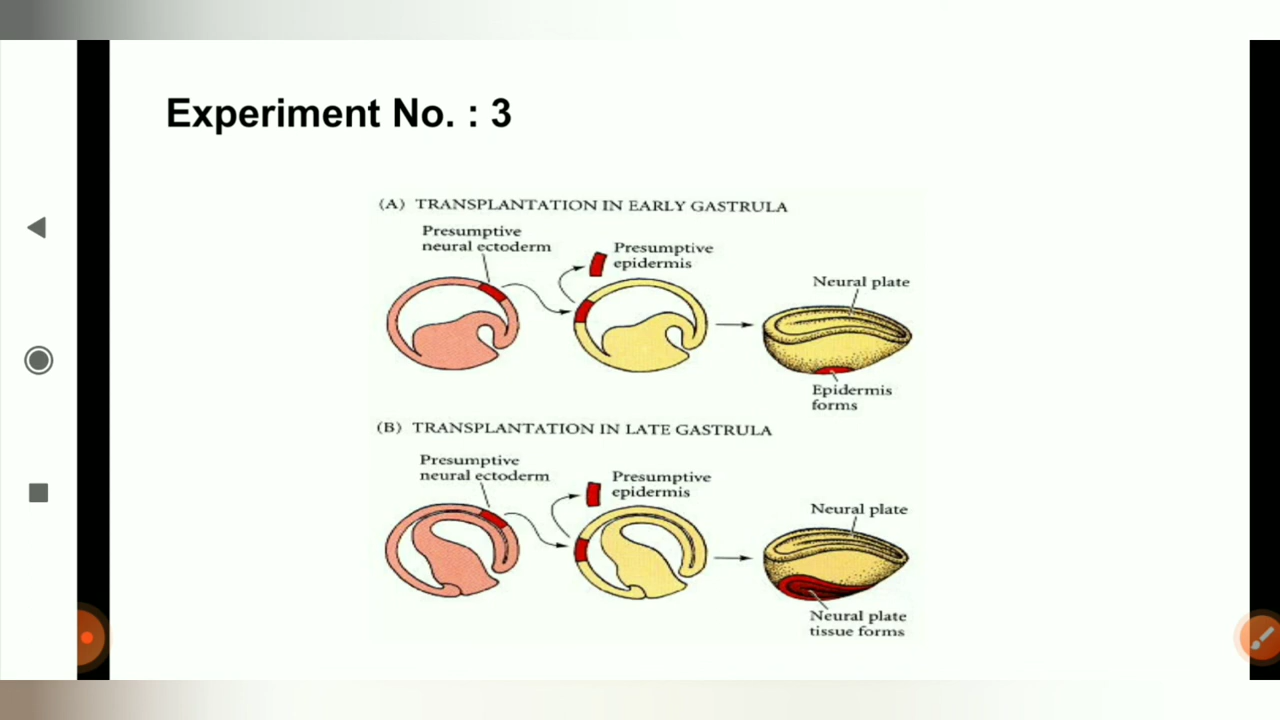 Experiment No. : 3
(A) TRANSPLANTATION IN EARLY GASTRULA
Presumptive
neural ectoderm
Presumptive
epidermis
Neural plate
Epidermis
forms
(B) TRANSPLANTATION IN LATE GASTRULA
Presumptive
neural ectoderm
Presumptive
epidermis
Neural plate
Neural plate
tissue forms